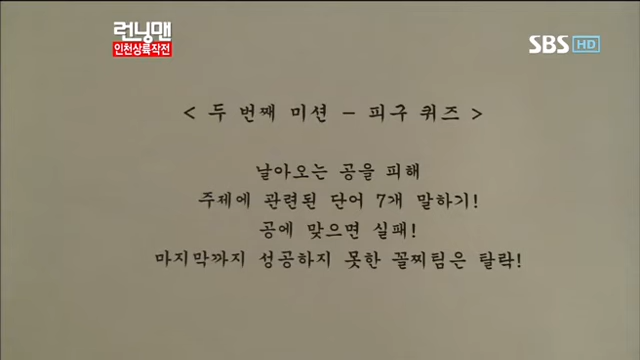 런닝맨
인천상륙작전
SBS HD
< 두 번째 미션 - 피구 퀴즈 >
날아오는 공을 피해
주제에 관련된 단어 7개 말하기!
공에 맞으면 실패!
마지막까지 성공하지 못한 꼴찌팀은 탈락!